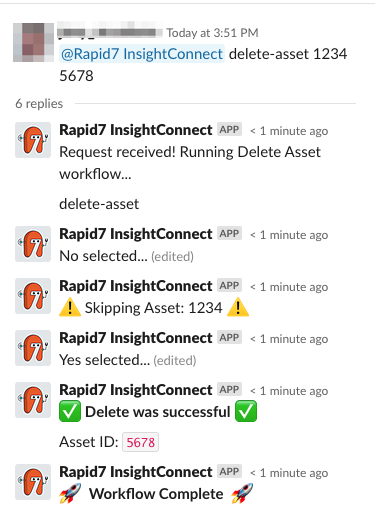 Today at 3:51 PM
@Rapid7 InsightConnect delete-asset 1234
5678
6 replies
Rapid7 InsightConnect APP < 1 minute ago
Request received! Running Delete Asset
workflow...
delete-asset
Rapid7 InsightConnect APP < 1 minute ago
No selected... (edited)
Rapid7 InsightConnect APP < 1 minute ago
⚠️ Skipping Asset: 1234 ⚠️
Rapid7 InsightConnect APP < 1 minute ago
Yes selected... (edited)
Rapid7 InsightConnect APP < 1 minute ago
✅ Delete was successful ✅
Asset ID: 5678
Rapid7 InsightConnect APP < 1 minute ago
🚀 Workflow Complete 🚀